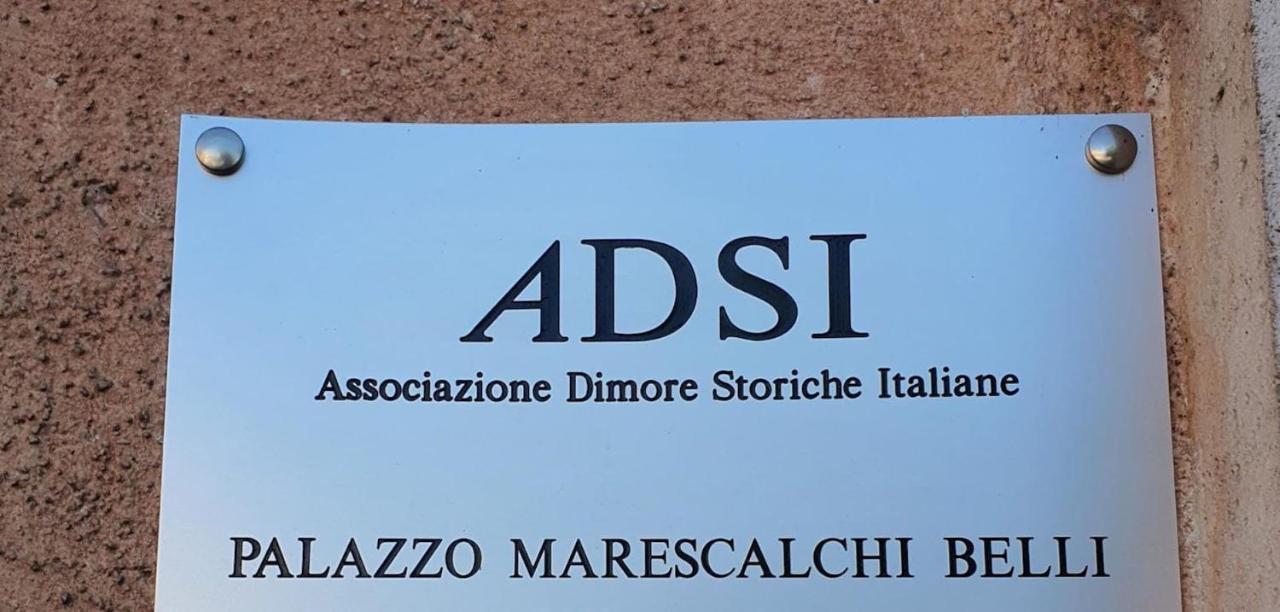 ADSI
Associazione Dimore Storiche Italiane
PALAZZO MARESCALCHI BELLI